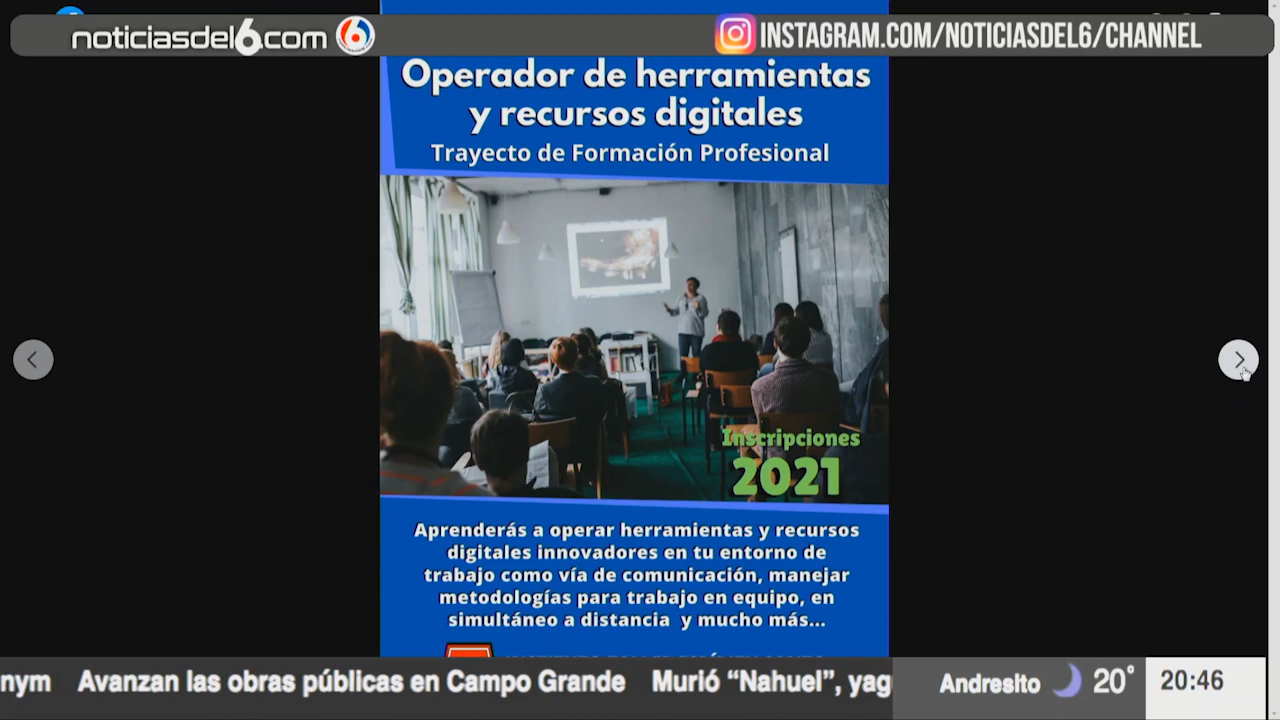 noticiasdel6.com
INSTAGRAM.COM/NOTICIASDEL6/CHANNEL
Operador de herramientas
y recursos digitales
Trayecto de Formación Profesional
Inscripciones
2021
Aprenderás a operar herramientas y recursos
digitales innovadores en tu entorno de
trabajo como vía de comunicación, manejar
metodologías para trabajo en equipo, en
simultáneo a distancia y mucho más...
nym Avanzan las obras públicas en Campo Grande Murió “Nahuel”, yag
Andresito 20°
20:46